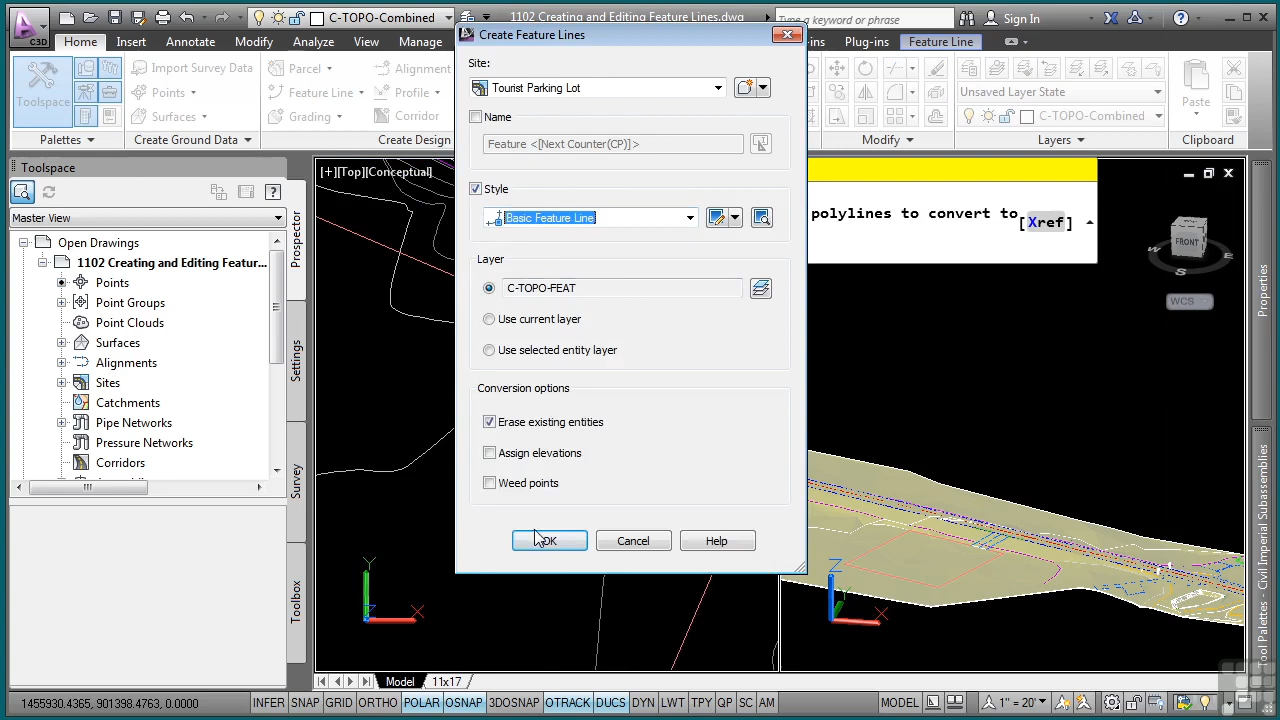 C-TOPO-Combined
1102 Creating and Editing Feature Lines.dwg
Type a keyword or phrase
Sign In
C3D
Home
Insert
Annotate
Modify
Analyze
View
Manage
Plug-ins
Feature Line
Toolspace
Import Survey Data
Points
Surfaces
Parcel
Feature Line
Grading
Alignment
Profile
Unsaved Layer State
C-TOPO-Combined
Paste
Palettes
Create Ground Data
Create Design
Modify
Layers
Clipboard
Create Feature Lines
Site:
Tourist Parking Lot
Name
Feature <[Next Counter(CP)]>
Style
Basic Feature Line
Layer
C-TOPO-FEAT
Use current layer
Use selected entity layer
Conversion options
Erase existing entities
Assign elevations
Weed points
OK
Cancel
Help
Toolspace
Master View
Open Drawings
1102 Creating and Editing Featur...
Points
Point Groups
Point Clouds
Surfaces
Alignments
Sites
Catchments
Pipe Networks
Pressure Networks
Corridors
Prospector
Settings
Survey
Toolbox
[+][Top][Conceptual]
polylines to convert to
[Xref]
FRONT
S
E
WCS
Properties
Tool Palettes - Civil Imperial Subassemblies
Y
X
Z
Z
Y
X
Model
11x17
1455930.4365, 901398.4763, 0.0000
INFER
SNAP
GRID
ORTHO
POLAR
OSNAP
3DOSNAP
OTRACK
DUCS
DYN
LWT
TPY
QP
SC
AM
MODEL
1" = 20'